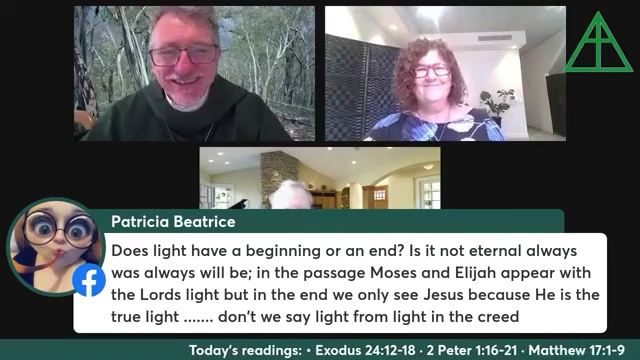 Patricia Beatrice
Does light have a beginning or an end? Is it not eternal always
was always will be; in the passage Moses and Elijah appear with
the Lords light but in the end we only see Jesus because He is the
true light ....... don't we say light from light in the creed
Today's readings: • Exodus 24:12-18 · 2 Peter 1:16-21 · Matthew 17:1-9